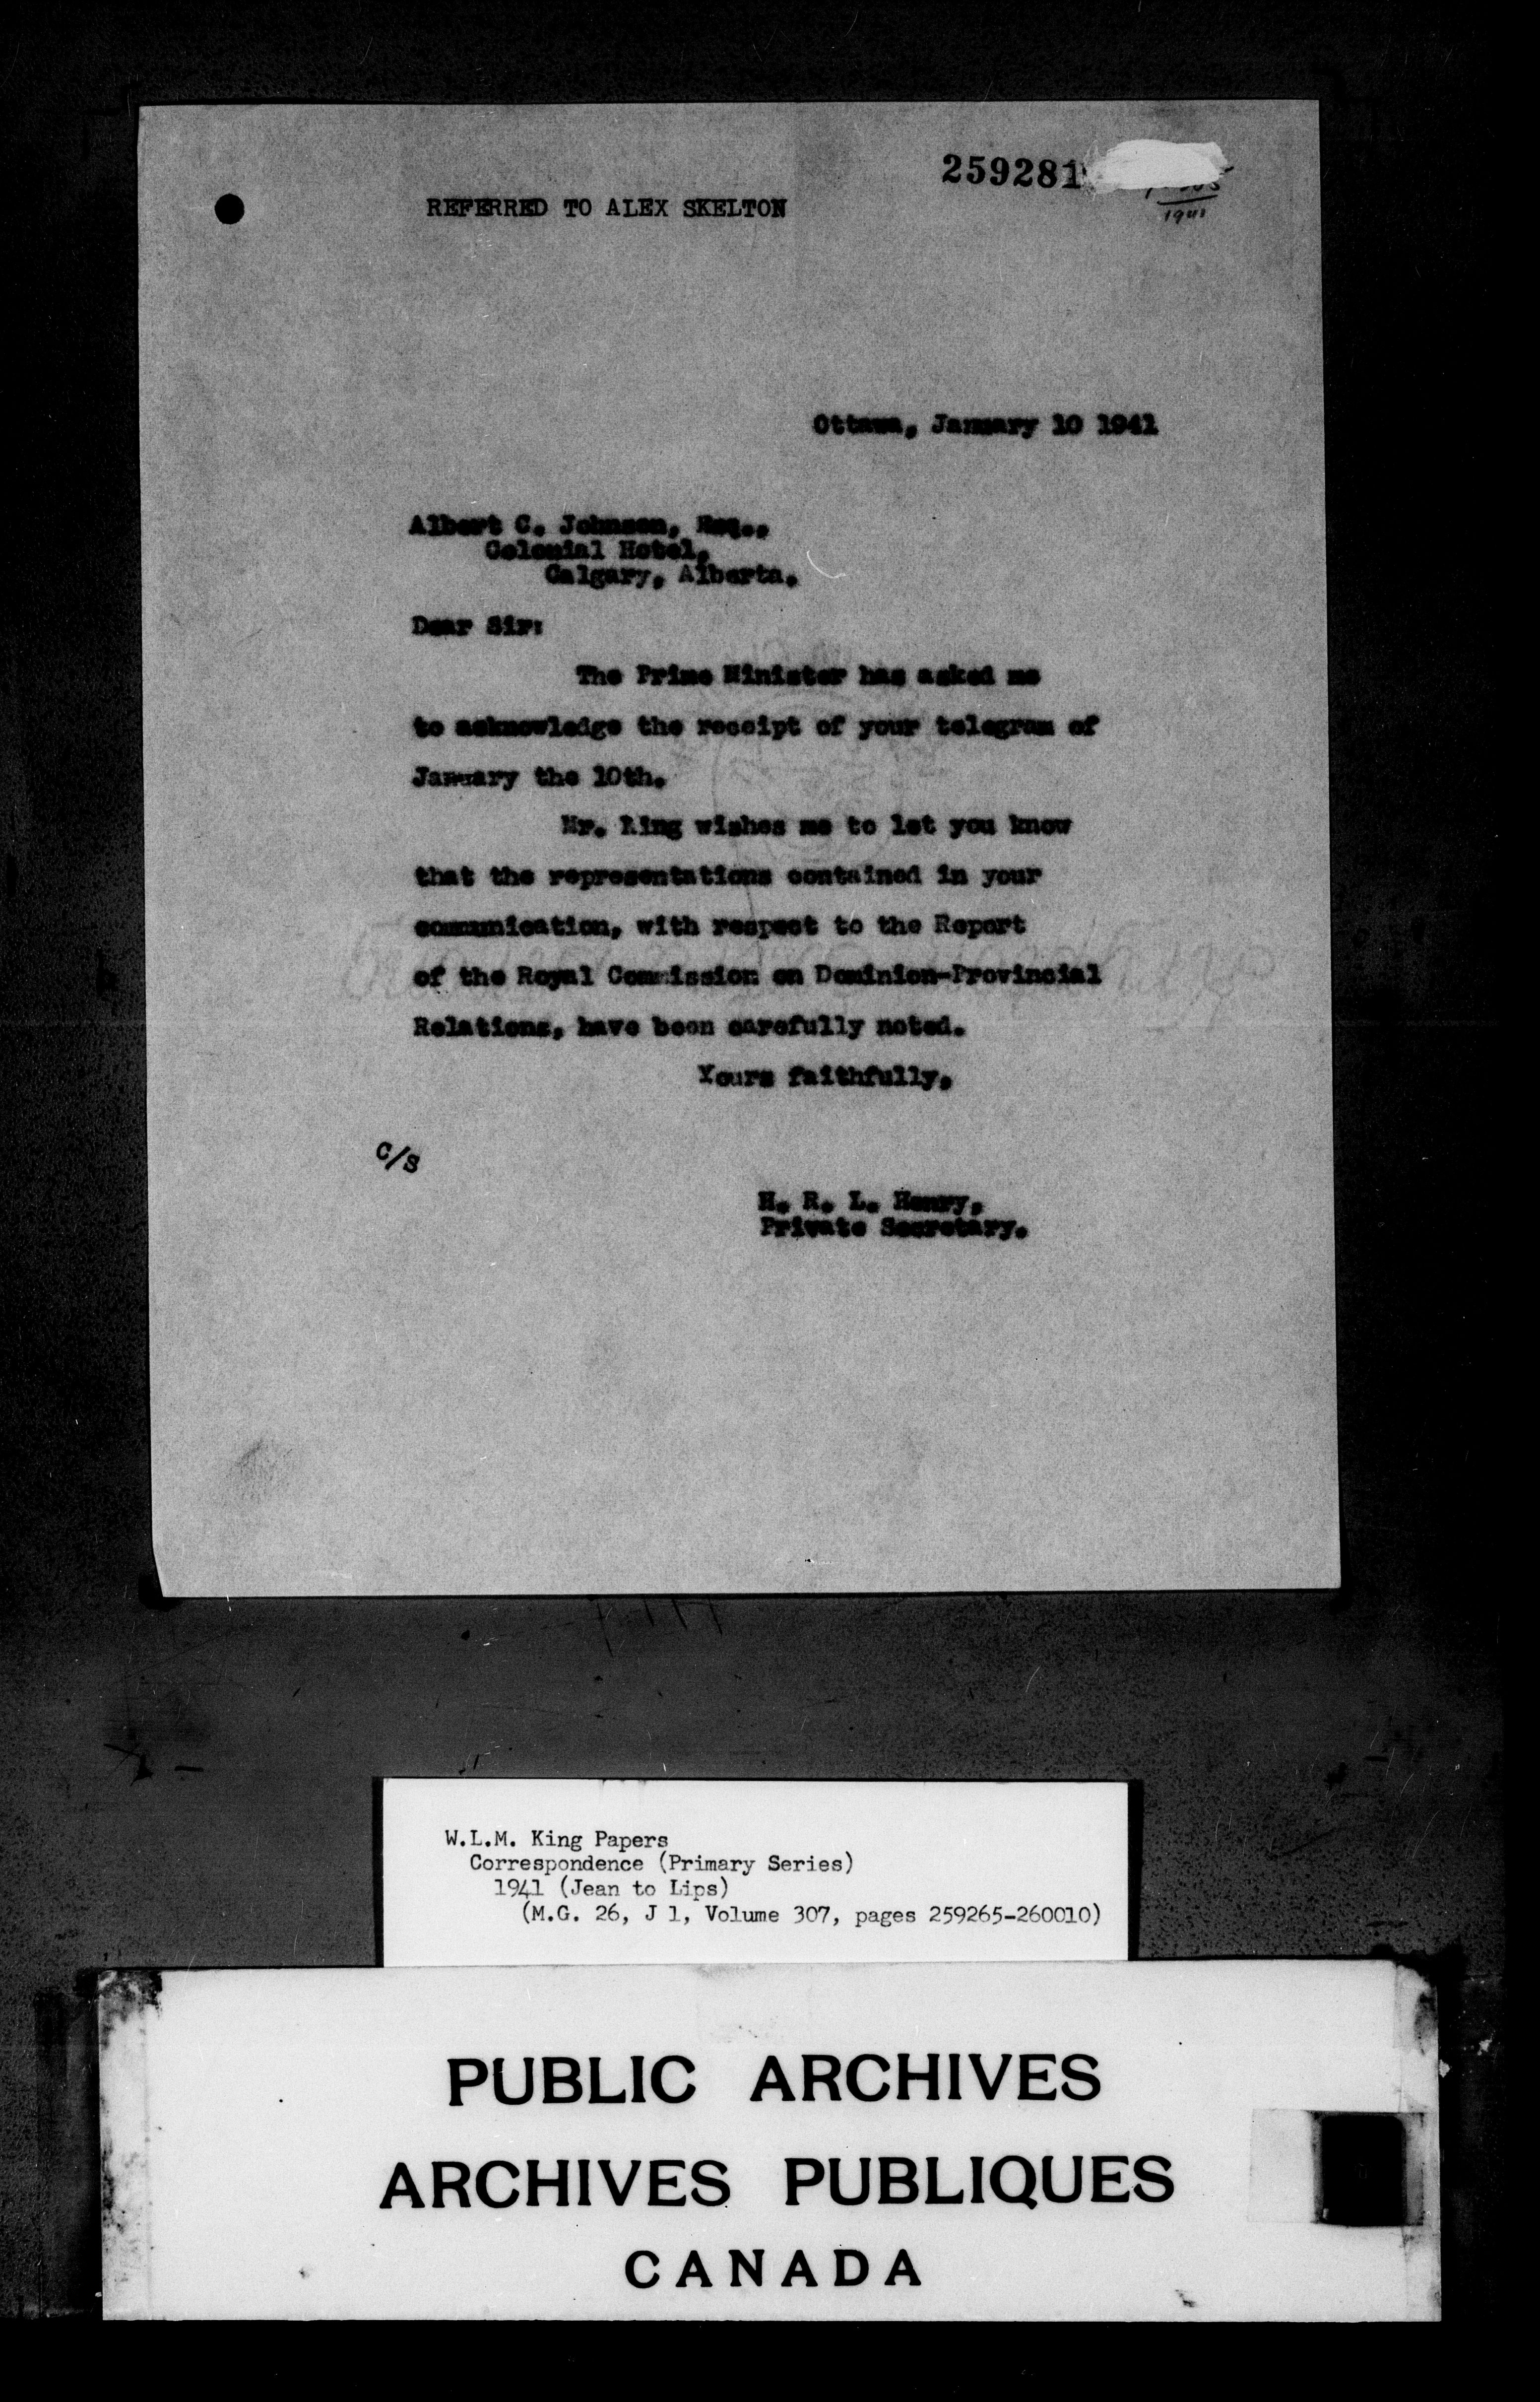 259281
1941
REFERRED TO ALEX SKELTON
Ottawa, January 10 1941
Albert C. Johnson, Esq.,
Colonial Hotel,
Calgary, Alberta.
Dear Sir:
The Prime Minister has asked me
to acknowledge the receipt of your telegram of
January the 10th.
Mr. King wishes me to let you know
that the representations contained in your
communication, with respect to the Report
of the Royal Commission on Dominion-Provincial
Relations, have been carefully noted.
Yours faithfully,
C/S
H. R. L. Henry,
Private Secretary.
W.L.M. King Papers
Correspondence (Primary Series)
1941 (Jean to Lips)
(M.G. 26, J 1, Volume 307, pages 259265-260010)
PUBLIC ARCHIVES
ARCHIVES PUBLIQUES
CANADA